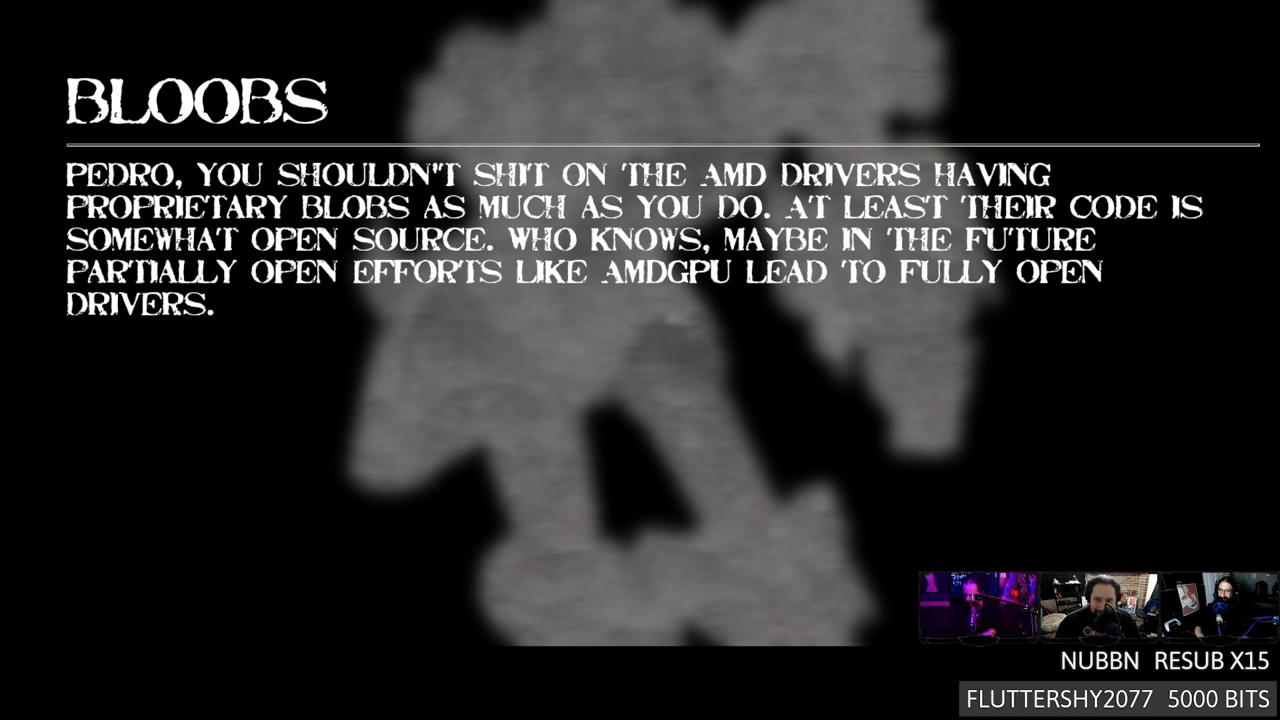 BLOOBS
PEDRO, YOU SHOULDN'T SHIT ON THE AMD DRIVERS HAVING
PROPRIETARY BLOBS AS MUCH AS YOU DO. AT LEAST THEIR CODE IS
SOMEWHAT OPEN SOURCE. WHO KNOWS, MAYBE IN THE FUTURE
PARTIALLY OPEN EFFORTS LIKE AMDGPU LEAD TO FULLY OPEN
DRIVERS.
NUBBN RESUB X15
FLUTTERSHY2077 5000 BITS